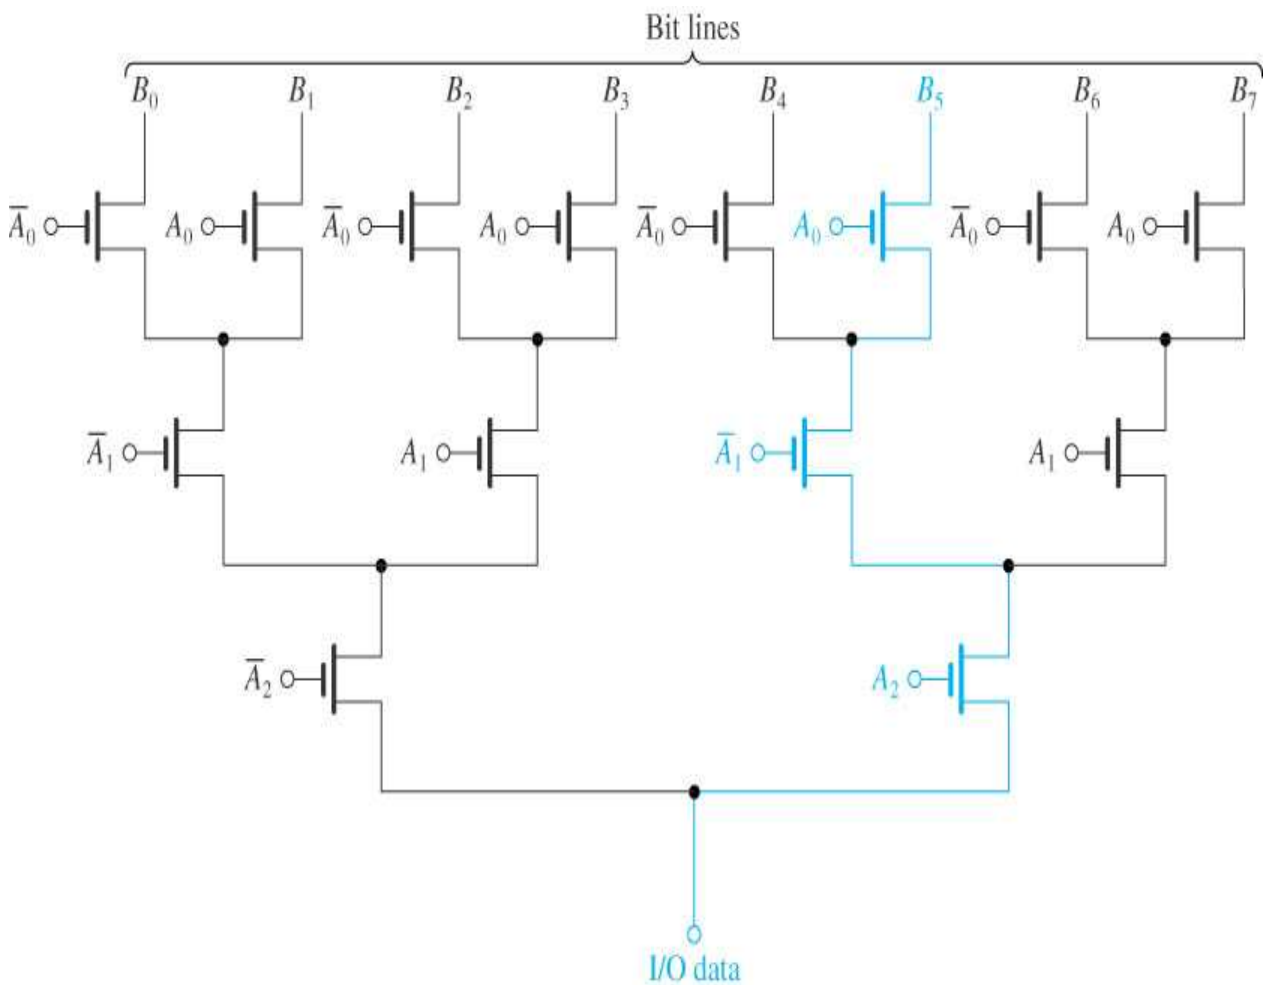 Bit lines
B₀ B₁ B₂ B₃ B₄ B₅ B₆ B₇
A̅₀ A₀ A̅₀ A₀ A̅₀ A₀ A̅₀ A₀
A̅₁ A₁ A̅₁ A₁
A̅₂ A₂
I/O data